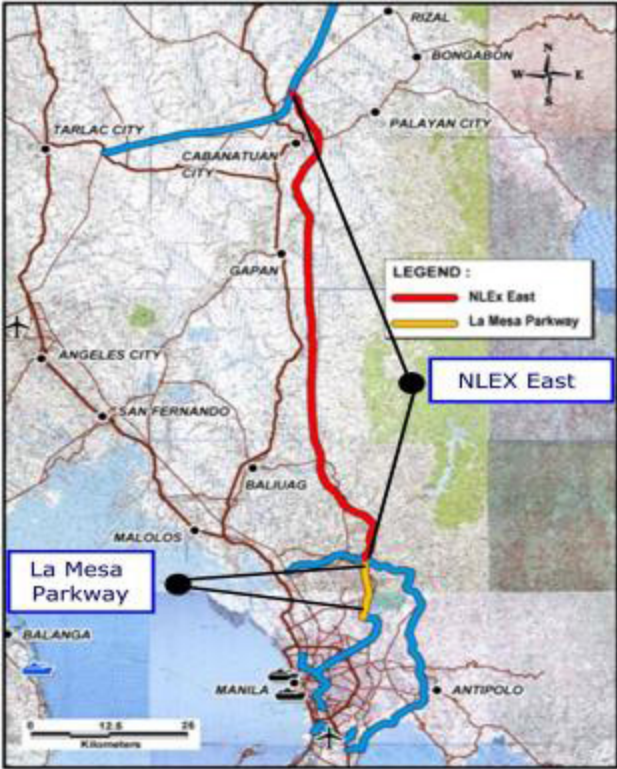 RIZAL
BONGABON
N
W E
S
TARLAC CITY
PALAYAN CITY
CABANATUAN
CITY
GAPAN
LEGEND :
NLEx East
La Mesa Parkway
ANGELES CITY
NLEX East
SAN FERNANDO
BALIUAG
MALOLOS
La Mesa
Parkway
BALANGA
MANILA
ANTIPOLO
0 12.5 25
Kilometers